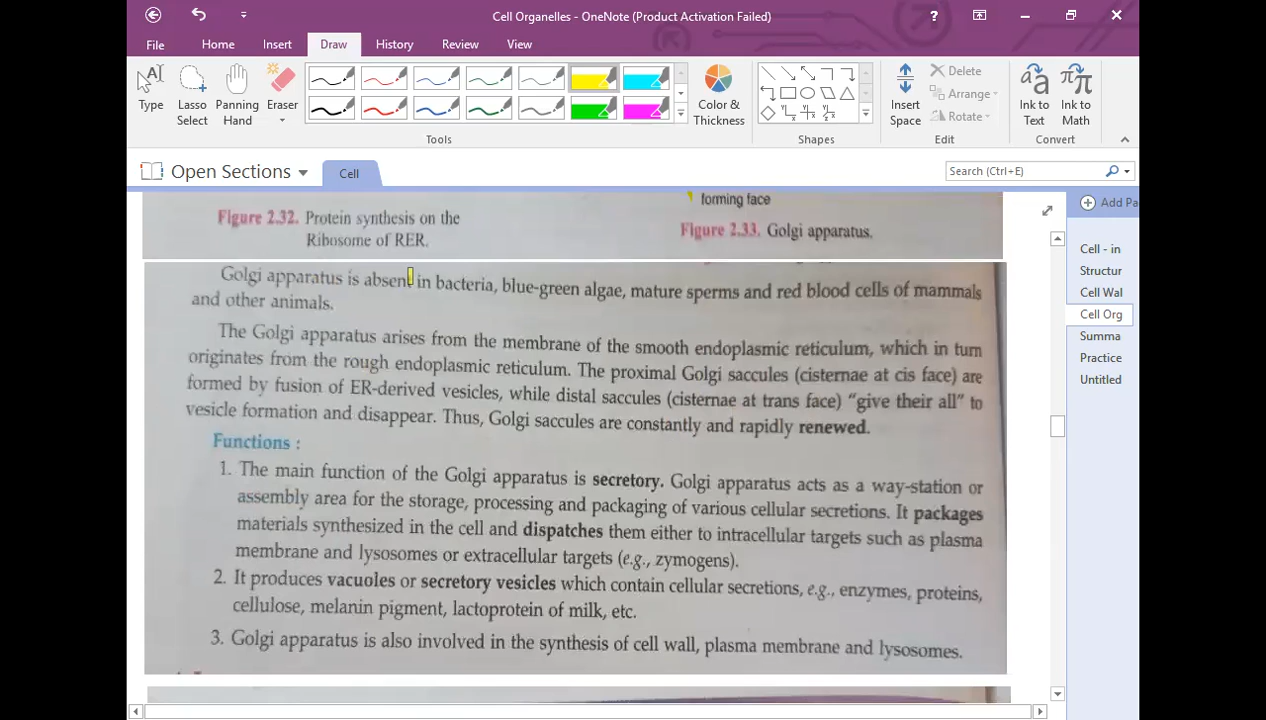 Cell Organelles - OneNote (Product Activation Failed)
?
File Home Insert Draw History Review View
Type
Lasso Select
Panning Hand
Eraser
Color & Thickness
Insert Space
Delete
Arrange
Rotate
Ink to Text
Ink to Math
Tools
Shapes
Edit
Convert
Open Sections
Cell
Search (Ctrl+E)
Add Pa
Cell - in
Structur
Cell Wal
Cell Org
Summa
Practice
Untitled
forming face
Figure 2.32. Protein synthesis on the
Ribosome of RER.
Figure 2.33. Golgi apparatus.
Golgi apparatus is absent in bacteria, blue-green algae, mature sperms and red blood cells of mammals
and other animals.
The Golgi apparatus arises from the membrane of the smooth endoplasmic reticulum, which in turn
originates from the rough endoplasmic reticulum. The proximal Golgi saccules (cisternae at cis face) are
formed by fusion of ER-derived vesicles, while distal saccules (cisternae at trans face) “give their all” to
vesicle formation and disappear. Thus, Golgi saccules are constantly and rapidly renewed.
Functions :
1. The main function of the Golgi apparatus is secretory. Golgi apparatus acts as a way-station or
assembly area for the storage, processing and packaging of various cellular secretions. It packages
materials synthesized in the cell and dispatches them either to intracellular targets such as plasma
membrane and lysosomes or extracellular targets (e.g., zymogens).
2. It produces vacuoles or secretory vesicles which contain cellular secretions, e.g., enzymes, proteins,
cellulose, melanin pigment, lactoprotein of milk, etc.
3. Golgi apparatus is also involved in the synthesis of cell wall, plasma membrane and lysosomes.